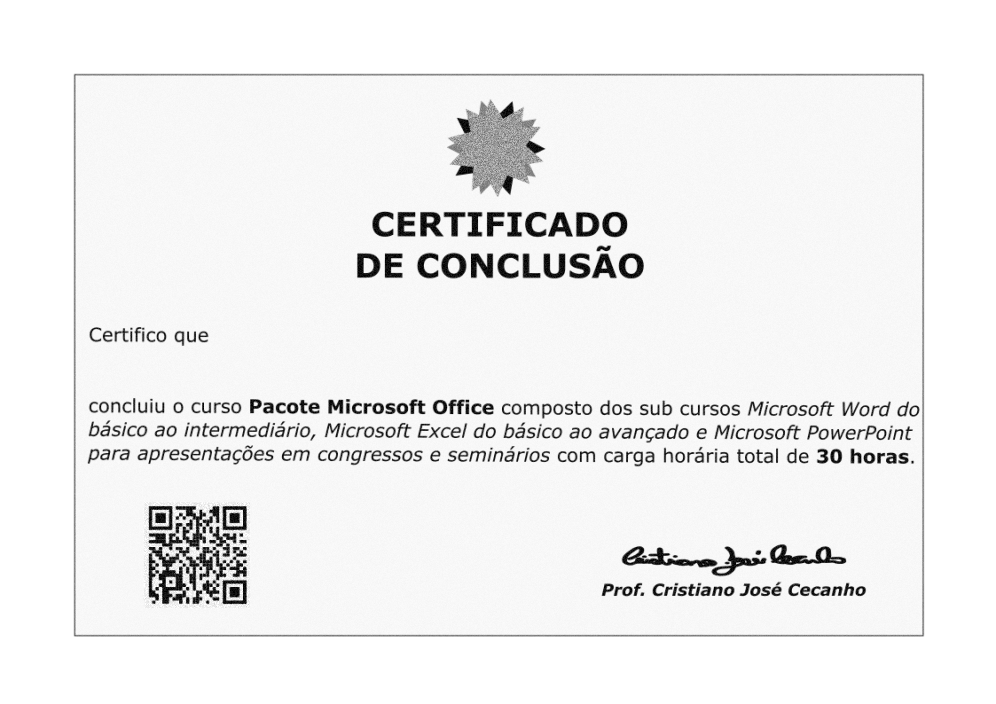 CERTIFICADO
DE CONCLUSÃO
Certifico que
concluiu o curso Pacote Microsoft Office composto dos sub cursos Microsoft Word do
básico ao intermediário, Microsoft Excel do básico ao avançado e Microsoft PowerPoint
para apresentações em congressos e seminários com carga horária total de 30 horas.
Cristiano José Cecanho
Prof. Cristiano José Cecanho